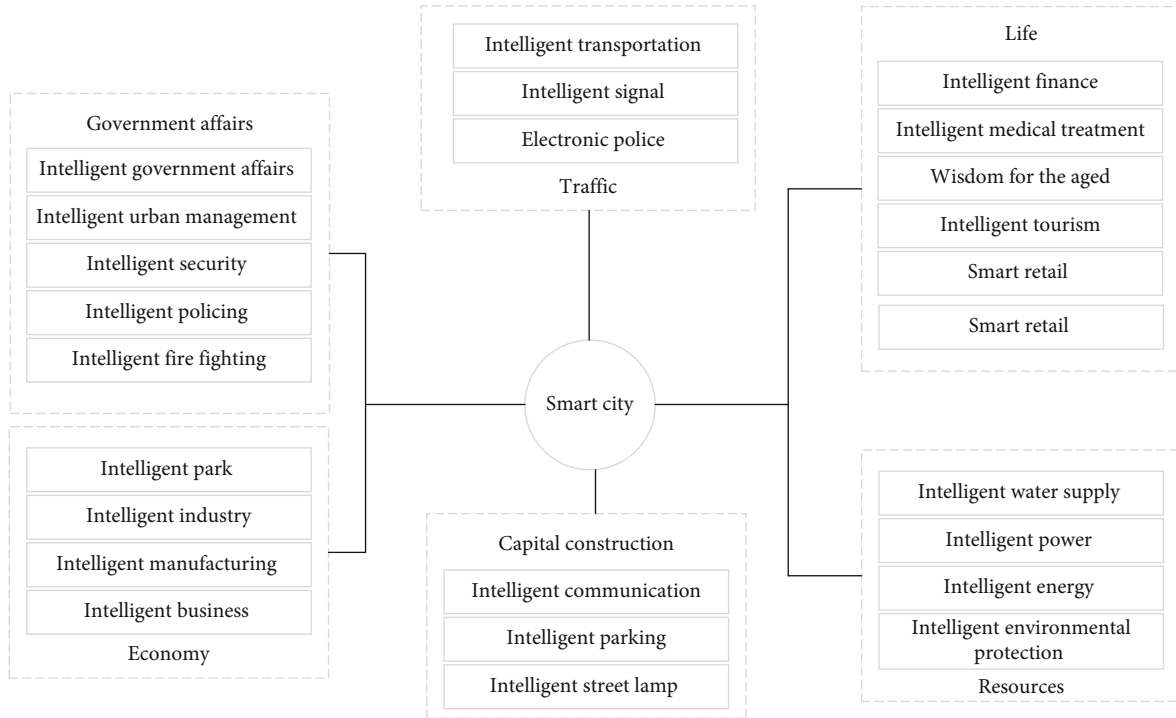 Government affairs
Intelligent government affairs
Intelligent urban management
Intelligent security
Intelligent policing
Intelligent fire fighting
Intelligent park
Intelligent industry
Intelligent manufacturing
Intelligent business
Economy
Intelligent transportation
Intelligent signal
Electronic police
Traffic
Smart city
Capital construction
Intelligent communication
Intelligent parking
Intelligent street lamp
Life
Intelligent finance
Intelligent medical treatment
Wisdom for the aged
Intelligent tourism
Smart retail
Smart retail
Intelligent water supply
Intelligent power
Intelligent energy
Intelligent environmental
protection
Resources